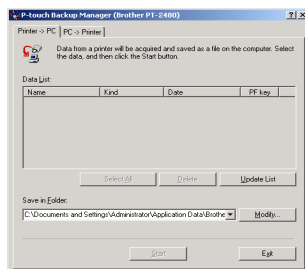 P-touch Backup Manager (Brother PT-2480)
Printer -> PC PC -> Printer
Data from a printer will be acquired and saved as a file on the computer. Select
the data, and then click the Start button.
Data List:
Name Kind Date PF key
Select All Delete Update List
Save in Folder:
C:\Documents and Settings\Administrator\Application Data\Brothe Modify...
Start Exit